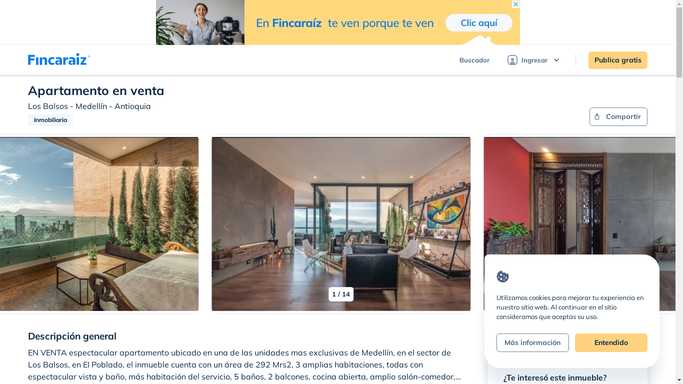 En Fincaraíz te ven porque te ven
Clic aquí
Fincaraiz
Buscador
Ingresar
Publica gratis
Apartamento en venta
Los Balsos - Medellín - Antioquia
Inmobiliaria
Compartir
1 / 14
Utilizamos cookies para mejorar tu experiencia en
nuestro sitio web. Al continuar en el sitio
consideramos que aceptas su uso.
Más información
Entendido
Descripción general
EN VENTA espectacular apartamento ubicado en una de las unidades mas exclusivas de Medellín, en el sector de
Los Balsos, en El Poblado, el inmueble cuenta con un área de 292 Mrs2, 3 amplias habitaciones, todas con
espectacular vista y baño, más habitación del servicio, 5 baños, 2 balcones, cocina abierta, amplio salón-comedor,...
¿Te interesó este inmueble?